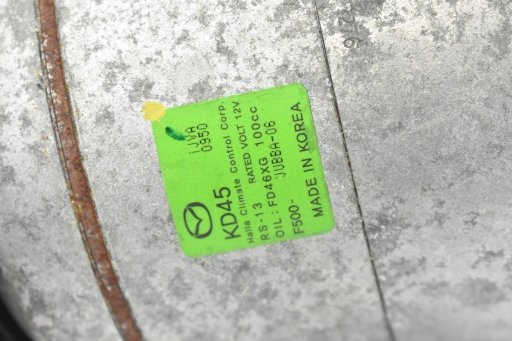 KD45
Halla Climate Control Corp.
RS-13 RATED VOLT 12V
OIL: FD46XG 100cc
JUBBA-06
F500-
MADE IN KOREA
0950